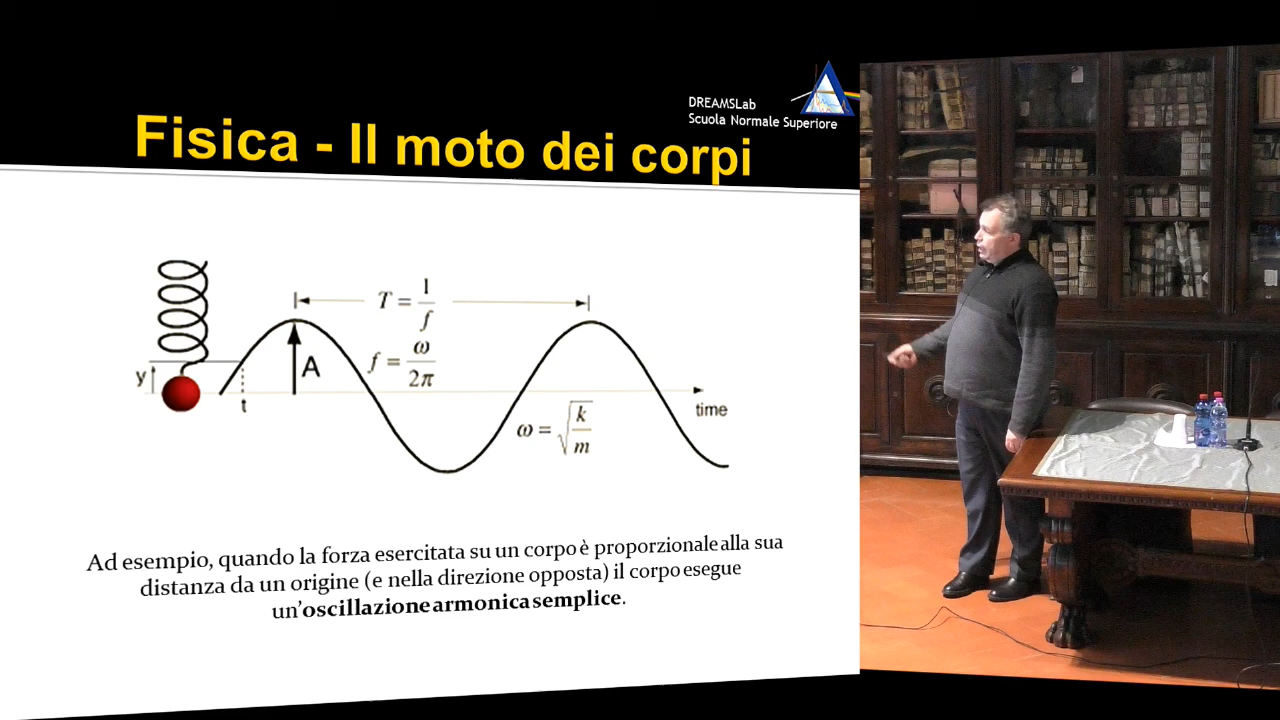 DREAMSLab
Scuola Normale Superiore
Fisica - Il moto dei corpi
T = 1/f
f = ω/2π
A
y
t
ω = √k/m
time
Ad esempio, quando la forza esercitata su un corpo è proporzionale alla sua
distanza da un origine (e nella direzione opposta) il corpo esegue
un'oscillazione armonica semplice.